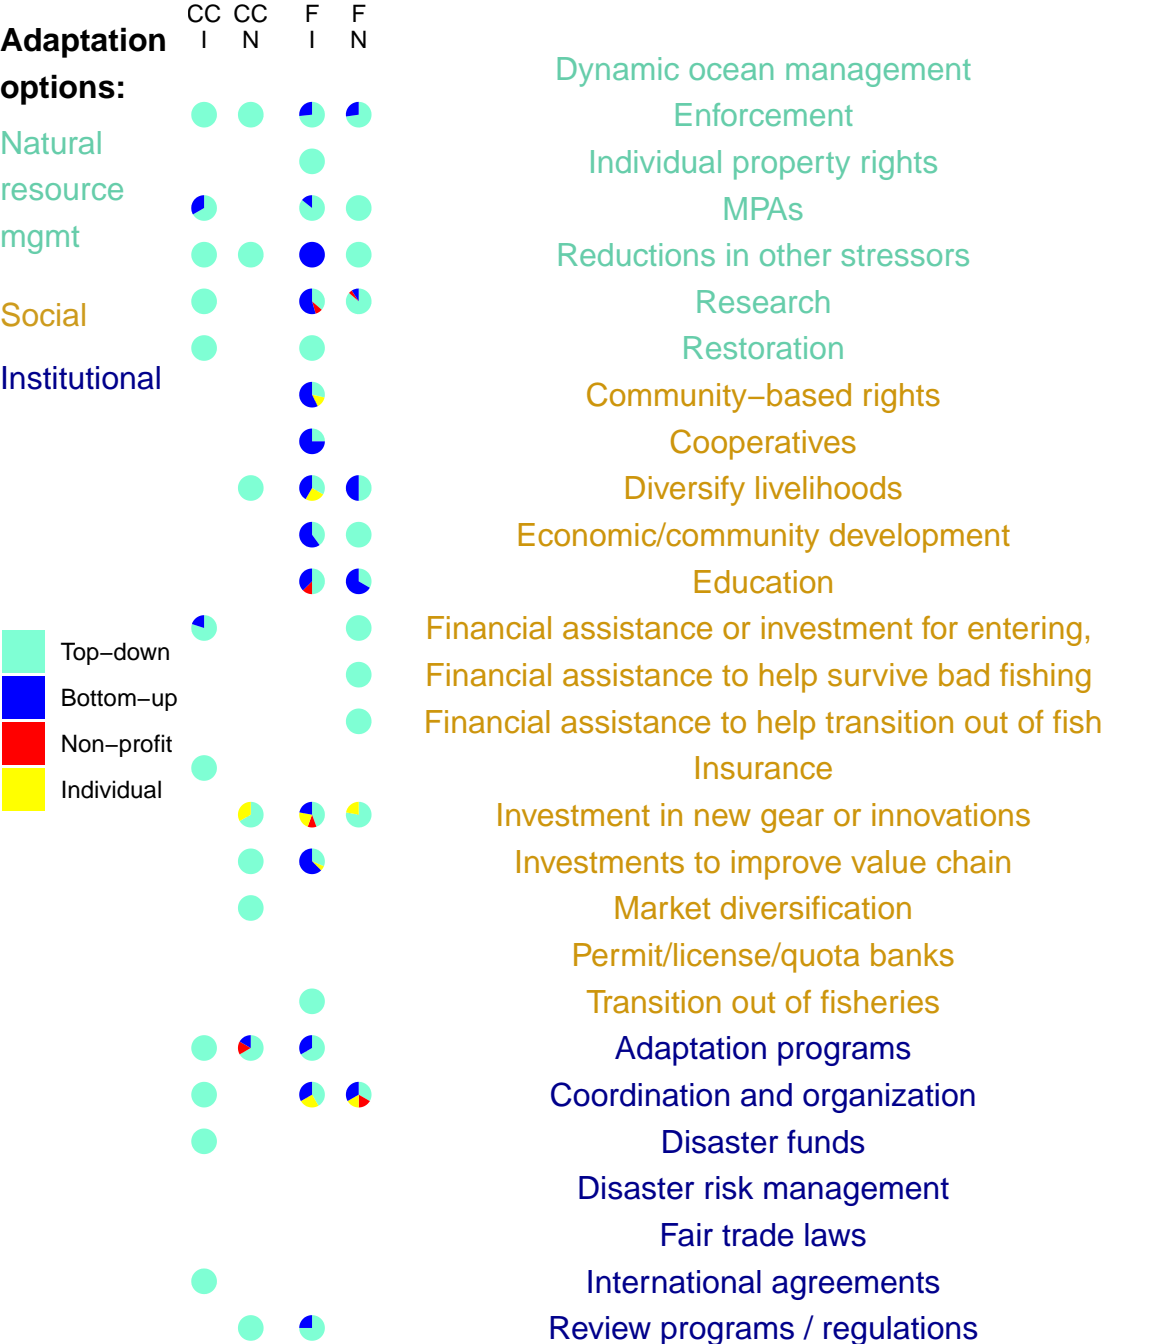 CC CC F F
I N I N
Adaptation
options:
Natural
resource
mgmt
Social
Institutional
Top−down
Bottom−up
Non−profit
Individual
Dynamic ocean management
Enforcement
Individual property rights
MPAs
Reductions in other stressors
Research
Restoration
Community−based rights
Cooperatives
Diversify livelihoods
Economic/community development
Education
Financial assistance or investment for entering,
Financial assistance to help survive bad fishing
Financial assistance to help transition out of fish
Insurance
Investment in new gear or innovations
Investments to improve value chain
Market diversification
Permit/license/quota banks
Transition out of fisheries
Adaptation programs
Coordination and organization
Disaster funds
Disaster risk management
Fair trade laws
International agreements
Review programs / regulations